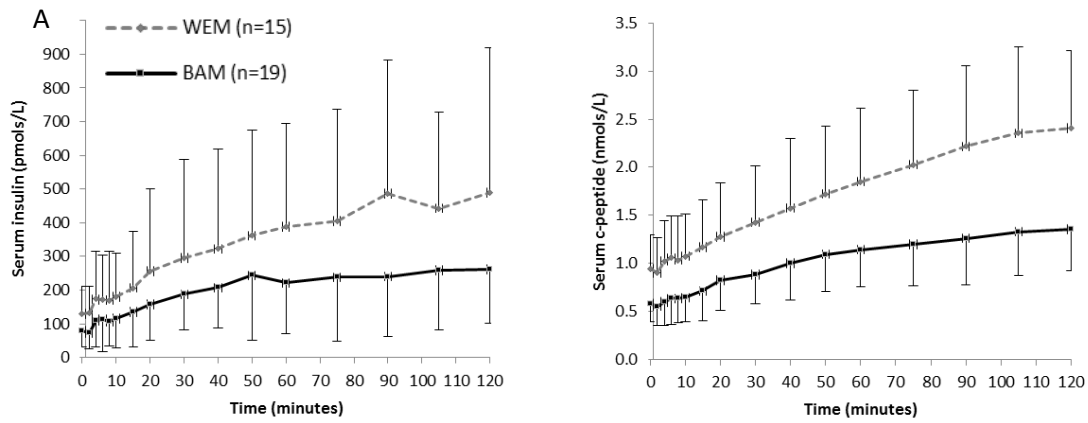 A
WEM (n=15)
BAM (n=19)
Serum insulin (pmols/L)
900
800
700
600
500
400
300
200
100
0
0 10 20 30 40 50 60 70 80 90 100 110 120
Time (minutes)
Serum c-peptide (nmols/L)
3.5
3.0
2.5
2.0
1.5
1.0
0.5
0.0
0 10 20 30 40 50 60 70 80 90 100 110 120
Time (minutes)